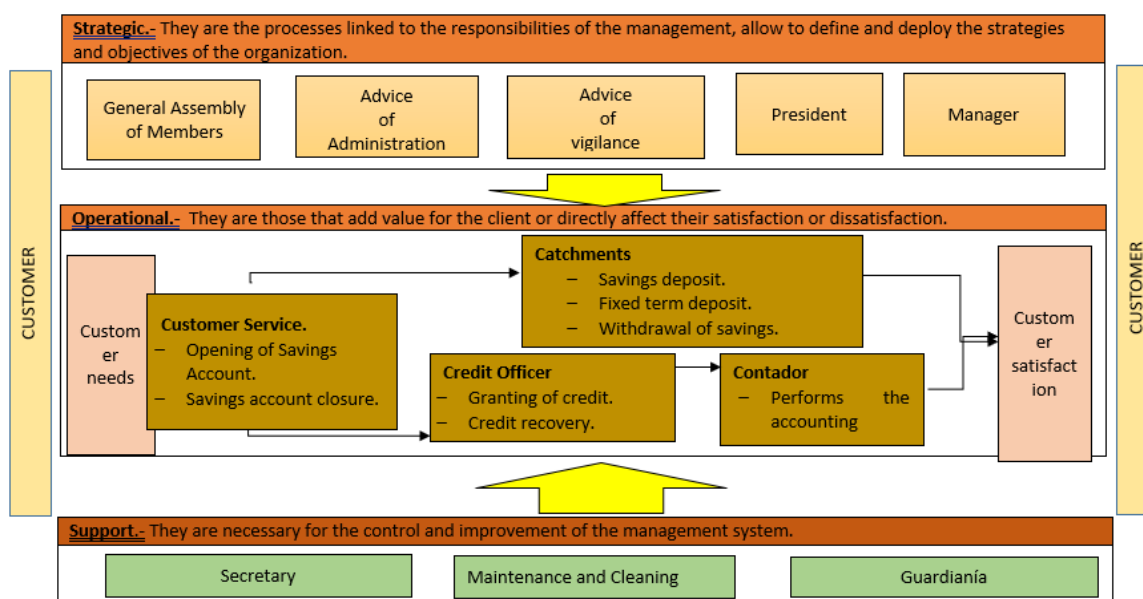 Strategic.- They are the processes linked to the responsibilities of the management, allow to define and deploy the strategies
and objectives of the organization.
CUSTOMER
General Assembly
of Members
Advice
of
Administration
Advice
of
vigilance
President
Manager
CUSTOMER
Operational.- They are those that add value for the client or directly affect their satisfaction or dissatisfaction.
Custom
er
needs
Customer Service.
– Opening of Savings
Account.
– Savings account closure.
Catchments
– Savings deposit.
– Fixed term deposit.
– Withdrawal of savings.
Credit Officer
– Granting of credit.
– Credit recovery.
Contador
– Performs the
accounting
Custom
er
satisfact
ion
Support.- They are necessary for the control and improvement of the management system.
Secretary
Maintenance and Cleaning
Guardianía